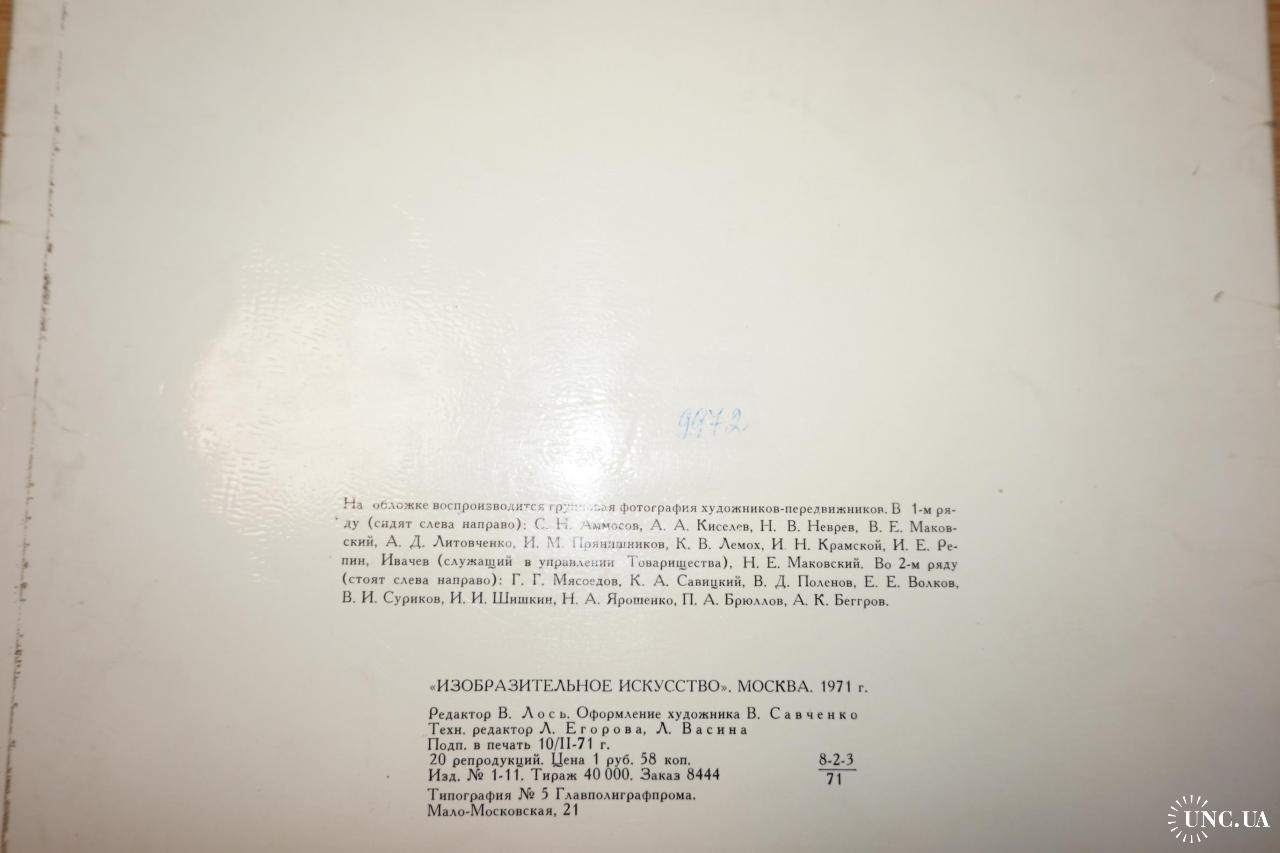 9972
На обложке воспроизводится групповая фотография художников-передвижников. В 1-м ря-
ду (сидят слева направо): С. Н. Аммосов, А. А. Киселев, Н. В. Неврев, В. Е. Маков-
ский, А. Д. Литовченко, И. М. Прянишников, К. В. Лемох, И. Н. Крамской, И. Е. Ре-
пин, Ивачев (служащий в управлении Товарищества), Н. Е. Маковский. Во 2-м ряду
(стоят слева направо): Г. Г. Мясоедов, К. А. Савицкий, В. Д. Поленов, Е. Е. Волков,
В. И. Суриков, И. И. Шишкин, Н. А. Ярошенко, П. А. Брюллов, А. К. Беггров.
«ИЗОБРАЗИТЕЛЬНОЕ ИСКУССТВО». МОСКВА. 1971 г.
Редактор В. Лось. Оформление художника В. Савченко
Техн. редактор Л. Егорова, Л. Васина
Подп. в печать 10/II-71 г.
20 репродукций. Цена 1 руб. 58 коп.
Изд. № 1-11. Тираж 40 000. Заказ 8444
8-2-3
71
Типография № 5 Главполиграфпрома.
Мало-Московская, 21
UNC.UA